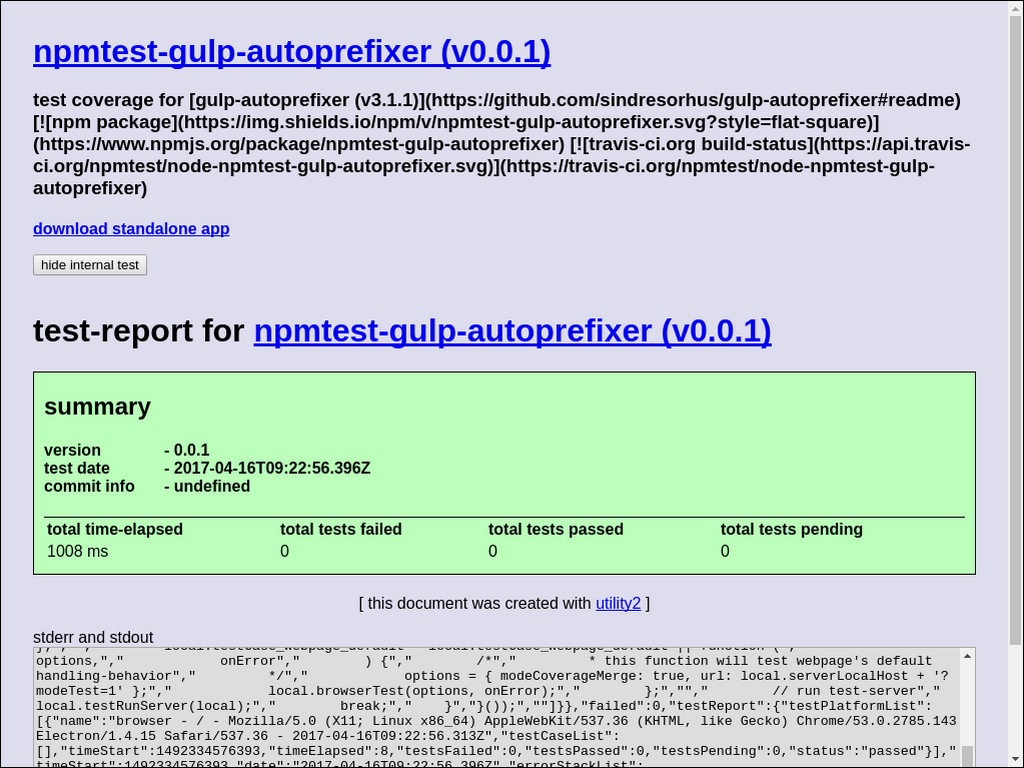 npmtest-gulp-autoprefixer (v0.0.1)
test coverage for [gulp-autoprefixer (v3.1.1)](https://github.com/sindresorhus/gulp-autoprefixer#readme)
[![npm package](https://img.shields.io/npm/v/npmtest-gulp-autoprefixer.svg?style=flat-square)]
(https://www.npmjs.org/package/npmtest-gulp-autoprefixer) [![travis-ci.org build-status](https://api.travis-
ci.org/npmtest/node-npmtest-gulp-autoprefixer.svg)](https://travis-ci.org/npmtest/node-npmtest-gulp-
autoprefixer)
download standalone app
hide internal test
test-report for npmtest-gulp-autoprefixer (v0.0.1)
summary
version - 0.0.1
test date - 2017-04-16T09:22:56.396Z
commit info - undefined
total time-elapsed total tests failed total tests passed total tests pending
1008 ms 0 0 0
[ this document was created with utility2 ]
stderr and stdout
options,"," onError"," ) {"," /*"," * this function will test webpage's default
handling-behavior"," */"," options = { modeCoverageMerge: true, url: local.serverLocalHost + '?
modeTest=1' };"," local.browserTest(options, onError);"," };",""," // run test-server","
local.testRunServer(local);"," break;"," }","}());",""]}},"failed":0,"testReport":{"testPlatformList":
[{"name":"browser - / - Mozilla/5.0 (X11; Linux x86_64) AppleWebKit/537.36 (KHTML, like Gecko) Chrome/53.0.2785.143
Electron/1.4.15 Safari/537.36 - 2017-04-16T09:22:56.313Z","testCaseList":
[],"timeStart":1492334576393,"timeElapsed":8,"testsFailed":0,"testsPassed":0,"testsPending":0,"status":"passed"}],"
timeStart":1492334576393,"date":"2017-04-16T09:22:56.396Z","errorStackList":